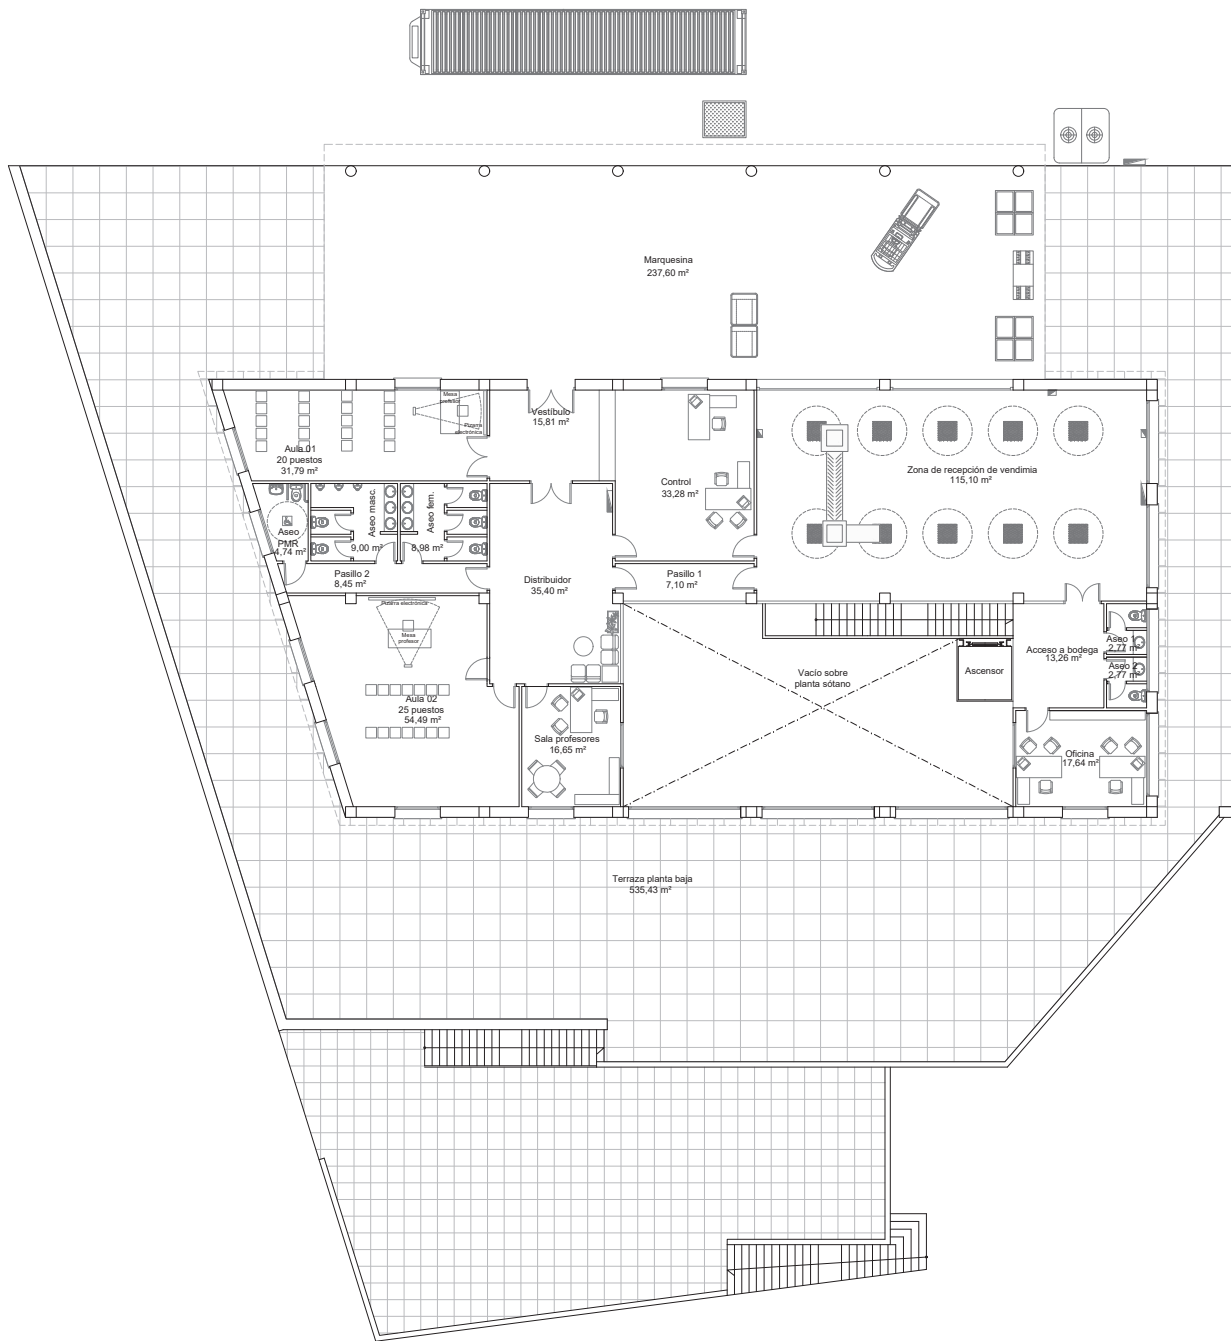 Marquesina
237,60 m²
Mesa
profesor
Pizarra
electrónica
Vestíbulo
15,81 m²
Aula 01
20 puestos
31,79 m²
Control
33,28 m²
Zona de recepción de vendimia
115,10 m²
Aseo
PMR
4,74 m²
Aseo masc.
9,00 m²
Aseo fem.
8,98 m²
Pasillo 2
8,45 m²
Distribuidor
35,40 m²
Pasillo 1
7,10 m²
Pizarra electrónica
Mesa
profesor
Acceso a bodega
13,26 m²
Aseo 1
2,77 m²
Aseo 2
2,77 m²
Vacío sobre
planta sótano
Ascensor
Aula 02
25 puestos
54,49 m²
Sala profesores
16,65 m²
Oficina
17,64 m²
Terraza planta baja
535,43 m²